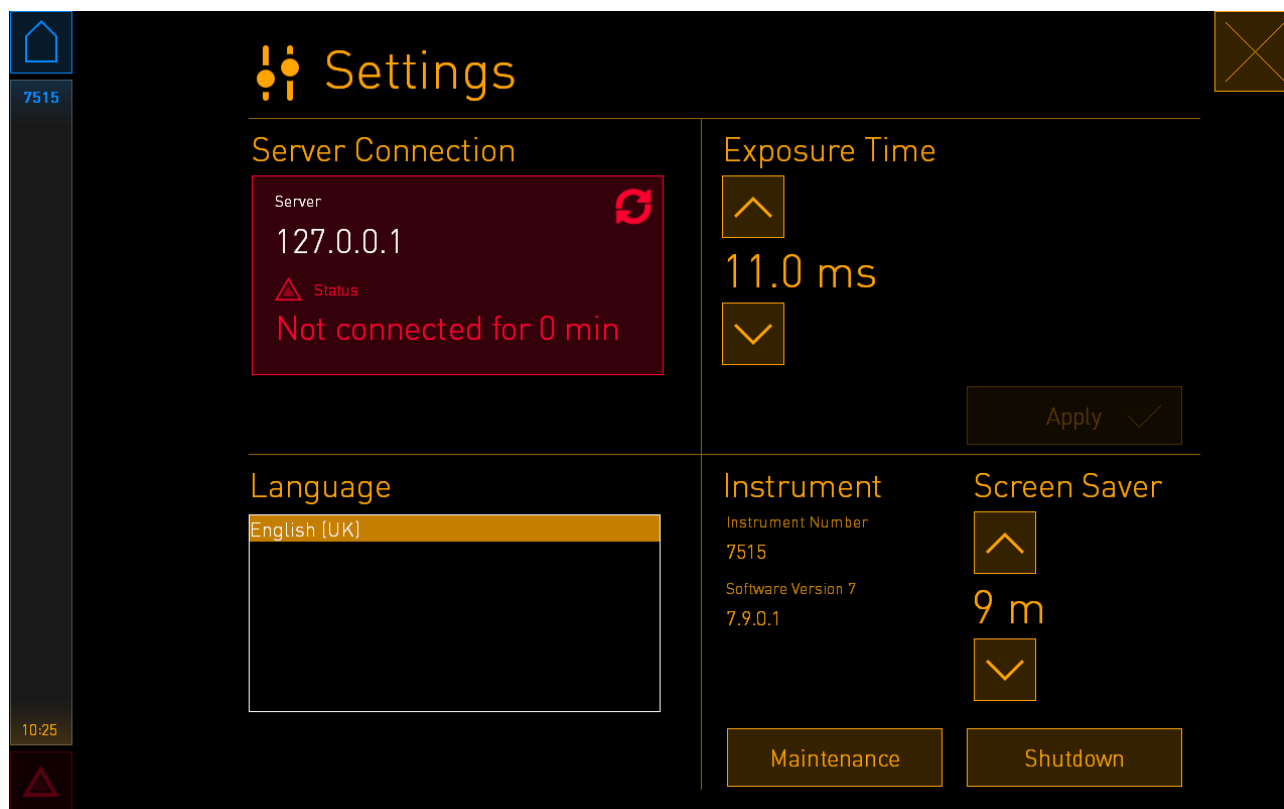 7515
Settings
Server Connection
Server
127.0.0.1
Status
Not connected for 0 min
Exposure Time
11.0 ms
Apply
Language
English (UK)
Instrument
Instrument Number
7515
Software Version 7
7.9.0.1
Screen Saver
9 m
Maintenance
Shutdown
10:25